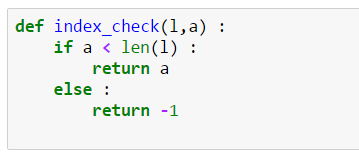 def index_check(l,a) :
    if a < len(l) :
        return a
    else :
        return -1